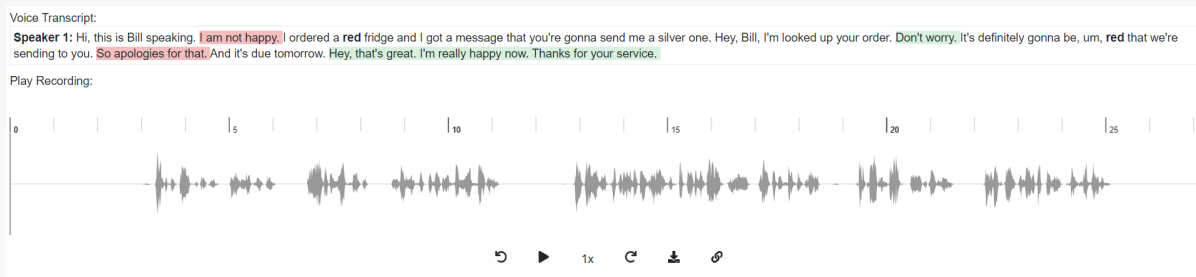 Voice Transcript:
Speaker 1: Hi, this is Bill speaking. I am not happy. I ordered a red fridge and I got a message that you're gonna send me a silver one. Hey, Bill, I'm looked up your order. Don't worry. It's definitely gonna be, um, red that we're
sending to you. So apologies for that. And it's due tomorrow. Hey, that's great. I'm really happy now. Thanks for your service.
Play Recording:
0 5 10 15 20 25
1x